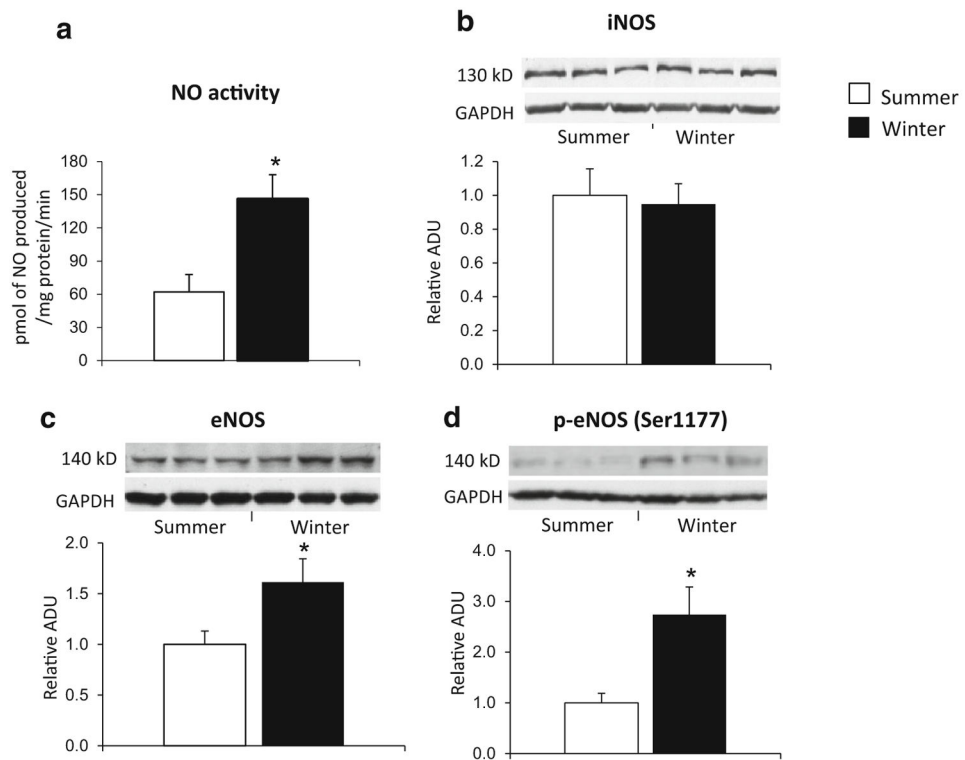 a
NO activity
pmol of NO produced
/mg protein/min
180
150
120
90
60
30
0
*
b
iNOS
130 kD
GAPDH
Summer
Winter
Relative ADU
1.2
1.0
0.8
0.6
0.4
0.2
0.0
Summer
Winter
c
eNOS
140 kD
GAPDH
Summer
Winter
Relative ADU
2.0
1.5
1.0
0.5
0.0
*
d
p-eNOS (Ser1177)
140 kD
GAPDH
Summer
Winter
Relative ADU
4.0
3.0
2.0
1.0
0.0
*